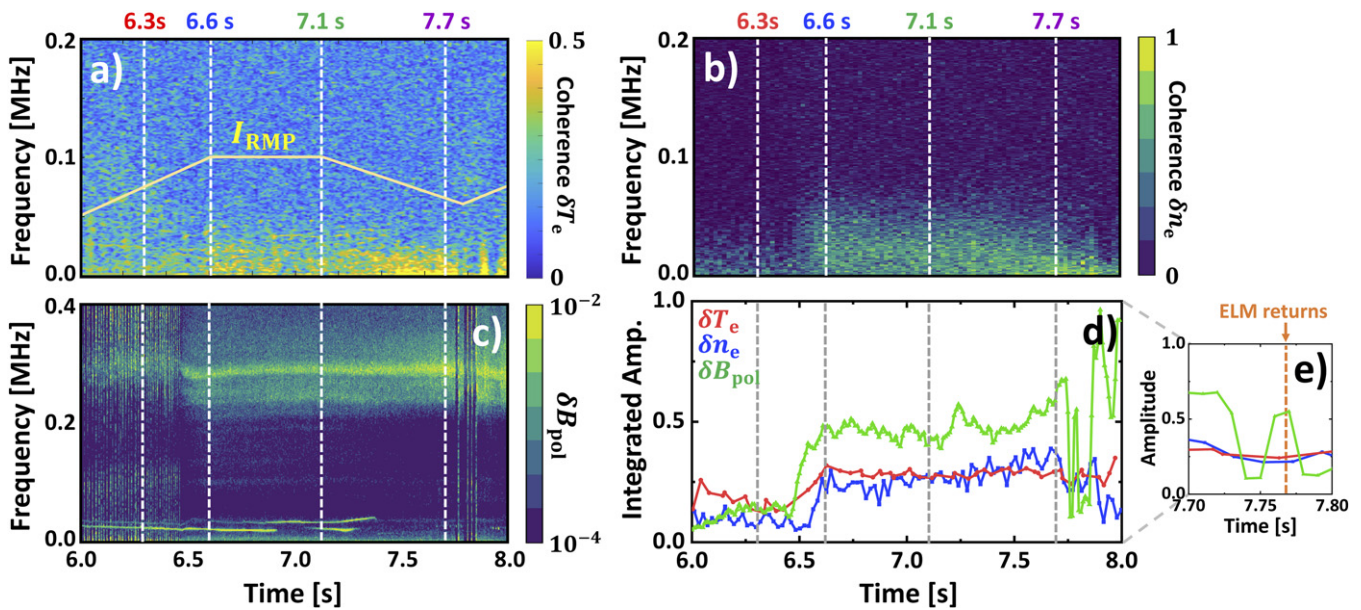 6.3 s 6.6 s 7.1 s 7.7 s
a)
I_RMP
Frequency [MHz]
0.2
0.1
0.0
0.5
0
Coherence δT_e
6.3 s 6.6 s 7.1 s 7.7 s
b)
Frequency [MHz]
0.2
0.1
0.0
1
0
Coherence δn_e
c)
Frequency [MHz]
0.4
0.2
0.0
6.0 6.5 7.0 7.5 8.0
Time [s]
10^-2
10^-4
δB_pol
d)
δT_e
δn_e
δB_pol
Integrated Amp.
1.0
0.5
0.0
6.0 6.5 7.0 7.5 8.0
Time [s]
ELM returns
e)
Amplitude
1.0
0.5
0.0
7.70 7.75 7.80
Time [s]